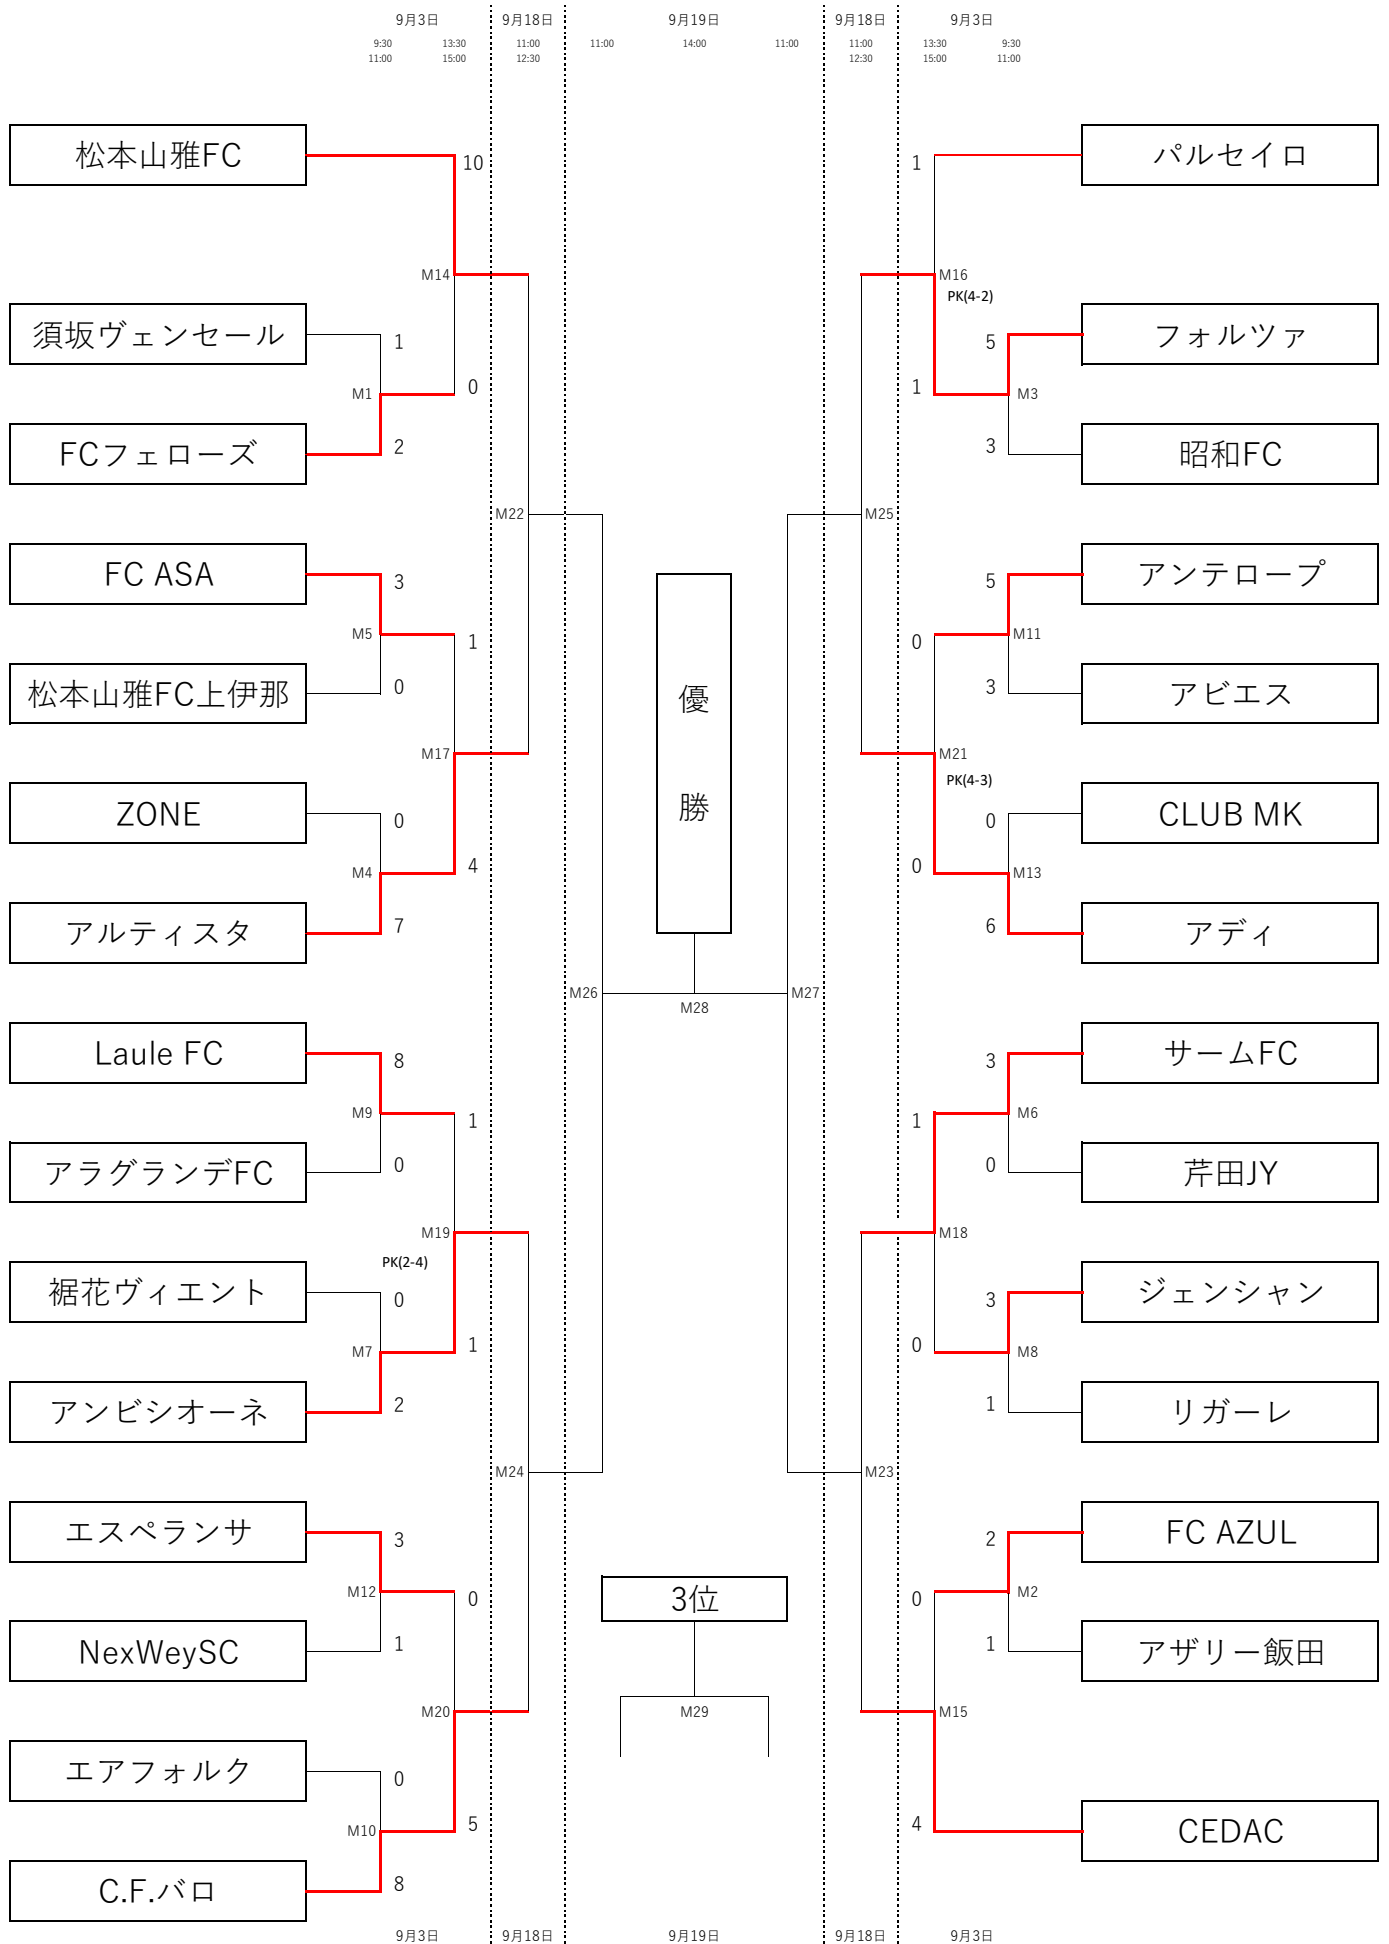 9月3日 9月18日 9月19日 9月18日 9月3日
9:30 13:30 11:00 11:00 14:00 11:00 11:00 13:30 9:30
11:00 15:00 12:30 12:30 15:00 11:00
松本山雅FC 10 1 パルセイロ
M14 M16
PK(4-2)
須坂ヴェンセール 1 5 フォルツァ
M1 0 1 M3
FCフェローズ 2 3 昭和FC
M22 M25
FC ASA 3 5 アンテロープ
M5 1 0 M11
松本山雅FC上伊那 0 優 3 アビエス
M17 M21
PK(4-3)
ZONE 0 勝 0 CLUB MK
M4 4 0 M13
アルティスタ 7 6 アディ
M26 M27
M28
Laule FC 8 3 サームFC
M9 1 1 M6
アラグランデFC 0 0 芹田JY
M19 M18
PK(2-4)
裾花ヴィエント 0 3 ジェンシャン
M7 1 0 M8
アンビシオーネ 2 1 リガーレ
M24 M23
エスペランサ 3 2 FC AZUL
M12 0 3位 0 M2
NexWeySC 1 1 アザリー飯田
M20 M29 M15
エアフォルク 0
M10 5 4 CEDAC
C.F.バロ 8
9月3日 9月18日 9月19日 9月18日 9月3日